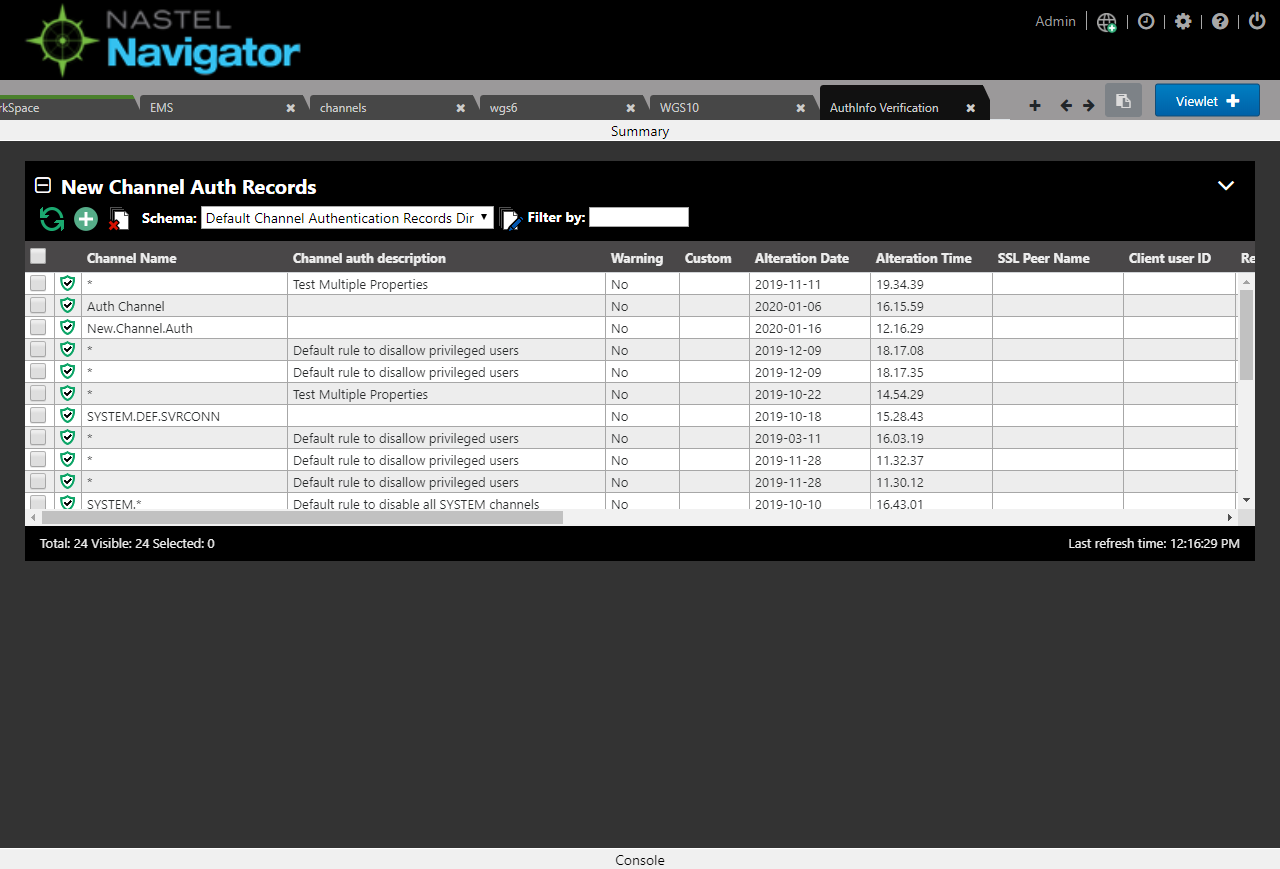 NASTEL
Navigator
Admin
rkSpace EMS channels wgs6 WGS10 AuthInfo Verification Viewlet
Summary
New Channel Auth Records
Schema: Default Channel Authentication Records Dir Filter by:
Channel Name Channel auth description Warning Custom Alteration Date Alteration Time SSL Peer Name Client user ID Re
* Test Multiple Properties No 2019-11-11 19.34.39
Auth Channel No 2020-01-06 16.15.59
New.Channel.Auth No 2020-01-16 12.16.29
* Default rule to disallow privileged users No 2019-12-09 18.17.08
* Default rule to disallow privileged users No 2019-12-09 18.17.35
* Test Multiple Properties No 2019-10-22 14.54.29
SYSTEM.DEF.SVRCONN No 2019-10-18 15.28.43
* Default rule to disallow privileged users No 2019-03-11 16.03.19
* Default rule to disallow privileged users No 2019-11-28 11.32.37
* Default rule to disallow privileged users No 2019-11-28 11.30.12
SYSTEM.* Default rule to disable all SYSTEM channels No 2019-10-10 16.43.01
Total: 24 Visible: 24 Selected: 0 Last refresh time: 12:16:29 PM
Console